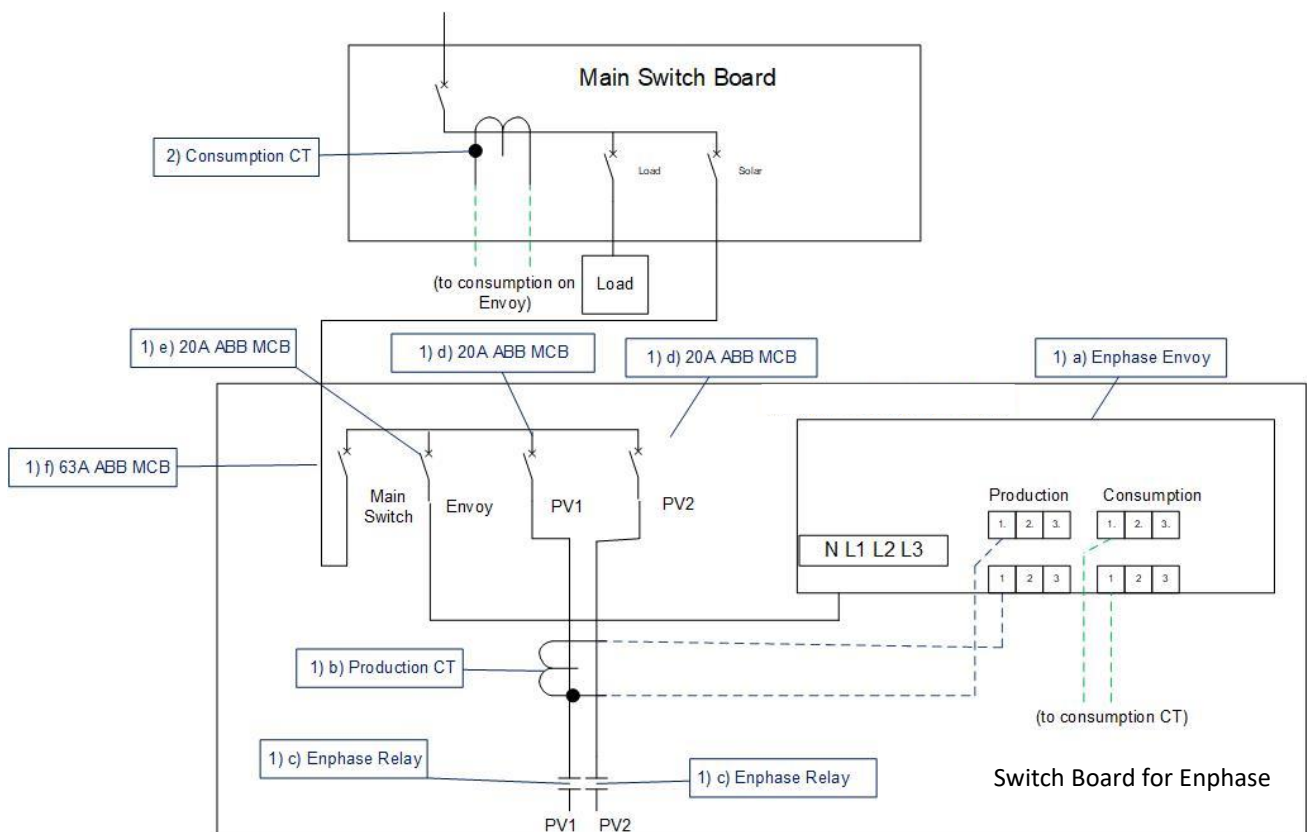 Main Switch Board
2) Consumption CT
Load
Solar
(to consumption on
Envoy)
Load
1) e) 20A ABB MCB
1) d) 20A ABB MCB
1) d) 20A ABB MCB
1) a) Enphase Envoy
1) f) 63A ABB MCB
Main
Switch
Envoy
PV1
PV2
Production
Consumption
1. 2. 3.
1. 2. 3.
N L1 L2 L3
1 2 3
1 2 3
1) b) Production CT
(to consumption CT)
1) c) Enphase Relay
1) c) Enphase Relay
Switch Board for Enphase
PV1
PV2